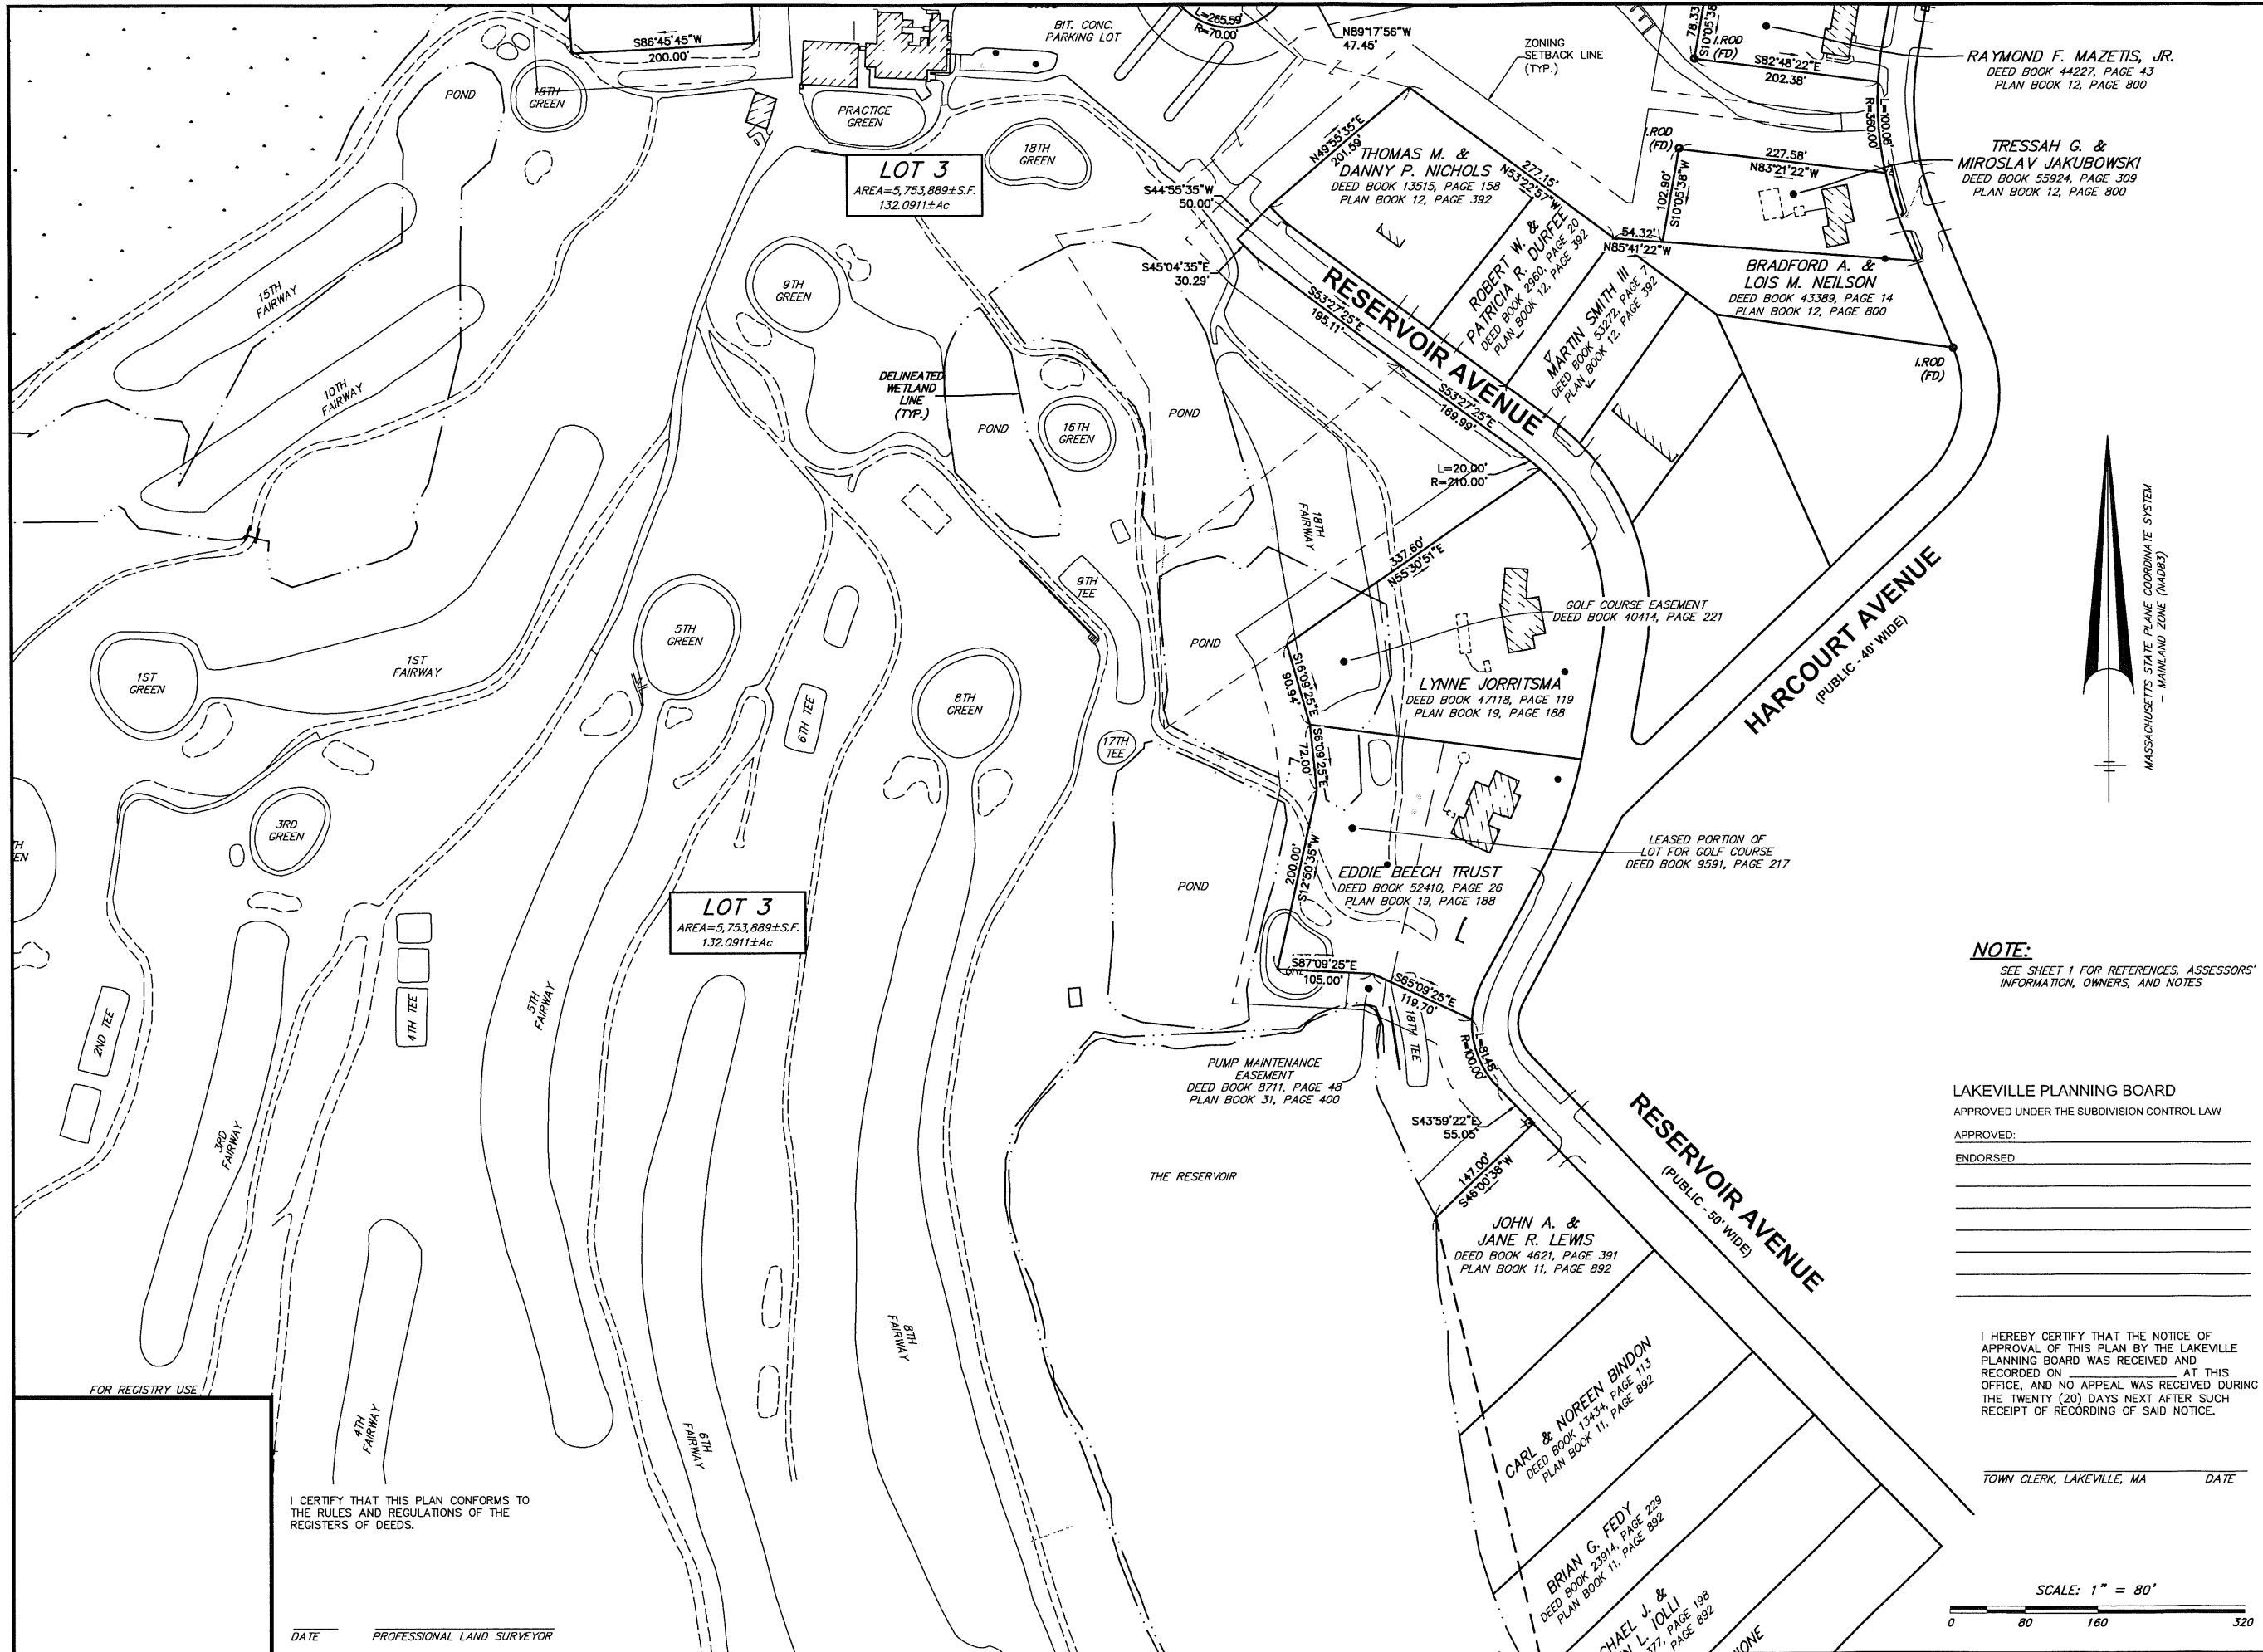 BIT. CONC.
PARKING LOT
L=265.59'
R=70.00'
N89°17'56"W
47.45'
ZONING
SETBACK LINE
(TYP.)
S86°45'45"W
200.00'
POND
15TH
GREEN
PRACTICE
GREEN
18TH
GREEN
LOT 3
AREA=5,753,889±S.F.
132.0911±Ac
78.33'
S10°05'38"
I.ROD
(FD)
S82°48'22"E
202.38'
RAYMOND F. MAZETIS, JR.
DEED BOOK 44227, PAGE 43
PLAN BOOK 12, PAGE 800
L=100.06'
R=360.00'
I.ROD
(FD)
227.58'
N83°21'22"W
TRESSAH G. &
MIROSLAV JAKUBOWSKI
DEED BOOK 55924, PAGE 309
PLAN BOOK 12, PAGE 800
102.90'
S10°05'38"W
N49°55'35"E
201.59'
THOMAS M. &
DANNY P. NICHOLS
DEED BOOK 13515, PAGE 158
PLAN BOOK 12, PAGE 392
277.15'
N53°22'57"W
S44°55'35"W
50.00'
S45°04'35"E
30.29'
54.32'
N85°41'22"W
ROBERT W. &
PATRICIA R. DURFEE
DEED BOOK 2960, PAGE 20
PLAN BOOK 12, PAGE 392
MARTIN SMITH III
DEED BOOK 53272, PAGE 7
PLAN BOOK 12, PAGE 392
BRADFORD A. &
LOIS M. NEILSON
DEED BOOK 43389, PAGE 14
PLAN BOOK 12, PAGE 800
I.ROD
(FD)
RESERVOIR AVENUE
S53°27'25"E
195.11'
S53°27'25"E
169.99'
L=20.00'
R=210.00'
15TH
FAIRWAY
10TH
FAIRWAY
9TH
GREEN
DELINEATED
WETLAND
LINE
(TYP.)
POND
16TH
GREEN
POND
18TH
FAIRWAY
337.60'
N55°30'51"E
9TH
TEE
POND
GOLF COURSE EASEMENT
DEED BOOK 40414, PAGE 221
HARCOURT AVENUE
(PUBLIC - 40' WIDE)
MASSACHUSETTS STATE PLANE COORDINATE SYSTEM
- MAINLAND ZONE (NAD83)
1ST
GREEN
1ST
FAIRWAY
5TH
GREEN
6TH TEE
8TH
GREEN
17TH
TEE
S16°09'25"E
90.94'
LYNNE JORRITSMA
DEED BOOK 47118, PAGE 119
PLAN BOOK 19, PAGE 188
S6°09'25"E
72.00'
3RD
GREEN
TH
EN
LEASED PORTION OF
LOT FOR GOLF COURSE
DEED BOOK 9591, PAGE 217
200.00'
S12°50'35"W
EDDIE BEECH TRUST
DEED BOOK 52410, PAGE 26
PLAN BOOK 19, PAGE 188
POND
LOT 3
AREA=5,753,889±S.F.
132.0911±Ac
S87°09'25"E
105.00'
S65°09'25"E
119.70'
18TH TEE
L=81.48'
R=100.00'
2ND TEE
4TH TEE
5TH
FAIRWAY
3RD
FAIRWAY
PUMP MAINTENANCE
EASEMENT
DEED BOOK 8711, PAGE 48
PLAN BOOK 31, PAGE 400
S43°59'22"E
55.05'
147.00'
S46°00'38"W
THE RESERVOIR
RESERVOIR AVENUE
(PUBLIC - 50' WIDE)
JOHN A. &
JANE R. LEWIS
DEED BOOK 4621, PAGE 391
PLAN BOOK 11, PAGE 892
CARL & NOREEN BINDON
DEED BOOK 13434, PAGE 113
PLAN BOOK 11, PAGE 892
BRIAN G. FEDY
DEED BOOK 23914, PAGE 229
PLAN BOOK 11, PAGE 892
CHAEL J. &
N L. IOLLI
377, PAGE 198
PAGE 892
IONE
8TH
FAIRWAY
6TH
FAIRWAY
4TH
FAIRWAY
FOR REGISTRY USE
I CERTIFY THAT THIS PLAN CONFORMS TO
THE RULES AND REGULATIONS OF THE
REGISTERS OF DEEDS.
DATE PROFESSIONAL LAND SURVEYOR
NOTE:
SEE SHEET 1 FOR REFERENCES, ASSESSORS'
INFORMATION, OWNERS, AND NOTES
LAKEVILLE PLANNING BOARD
APPROVED UNDER THE SUBDIVISION CONTROL LAW
APPROVED:
ENDORSED
I HEREBY CERTIFY THAT THE NOTICE OF
APPROVAL OF THIS PLAN BY THE LAKEVILLE
PLANNING BOARD WAS RECEIVED AND
RECORDED ON ____________ AT THIS
OFFICE, AND NO APPEAL WAS RECEIVED DURING
THE TWENTY (20) DAYS NEXT AFTER SUCH
RECEIPT OF RECORDING OF SAID NOTICE.
TOWN CLERK, LAKEVILLE, MA DATE
SCALE: 1" = 80'
0 80 160 320